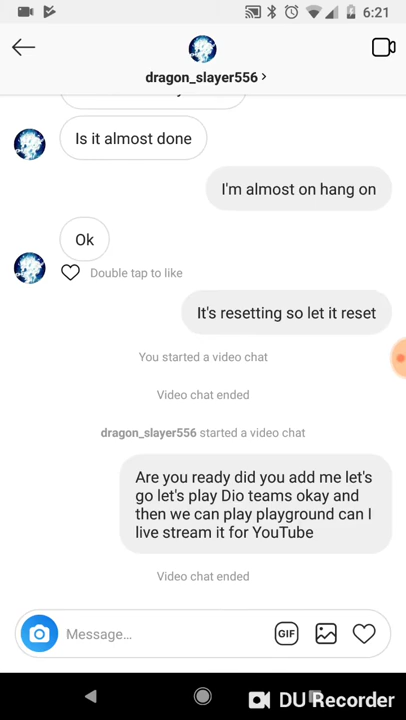 6:21
dragon_slayer556 >
Is it almost done
I'm almost on hang on
Ok
Double tap to like
It's resetting so let it reset
You started a video chat
Video chat ended
dragon_slayer556 started a video chat
Are you ready did you add me let's
go let's play Dio teams okay and
then we can play playground can I
live stream it for YouTube
Video chat ended
Message...
GIF
DU Recorder